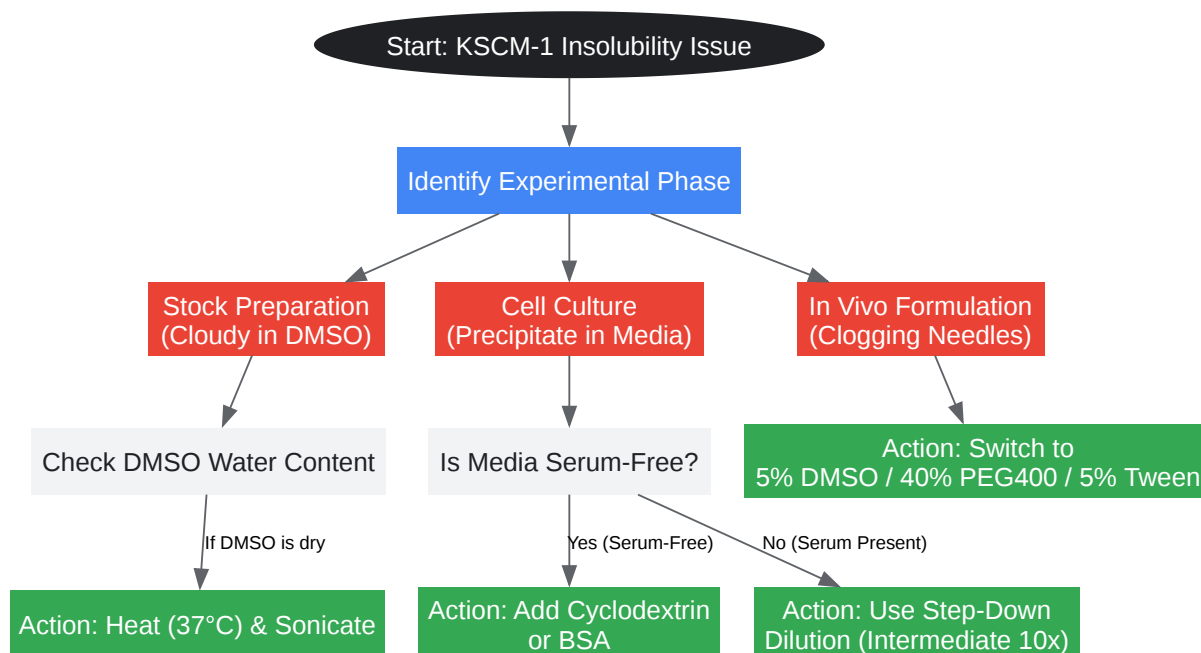 Start: KSCM-1 Insolubility Issue
Identify Experimental Phase
Stock Preparation
(Cloudy in DMSO)
Cell Culture
(Precipitate in Media)
In Vivo Formulation
(Clogging Needles)
Check DMSO Water Content
Is Media Serum-Free?
Action: Switch to
5% DMSO / 40% PEG400 / 5% Tween
If DMSO is dry
Yes (Serum-Free)
No (Serum Present)
Action: Heat (37°C) & Sonicate
Action: Add Cyclodextrin
or BSA
Action: Use Step-Down
Dilution (Intermediate 10x)